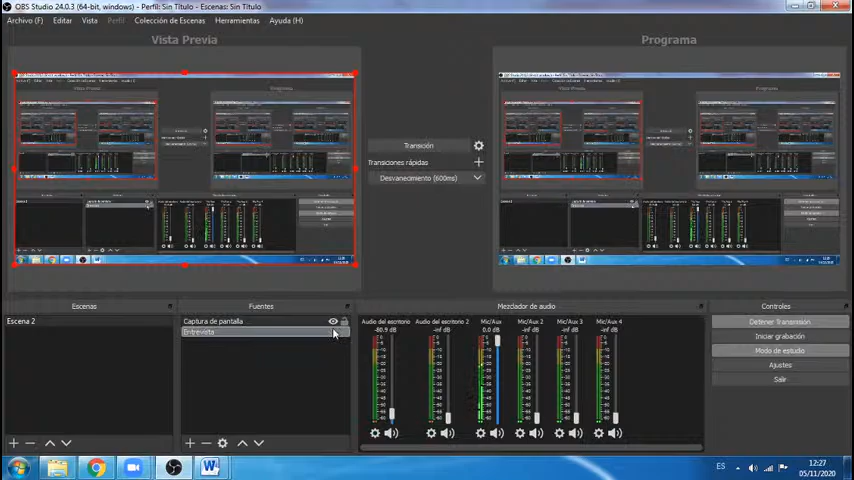 OBS Studio 24.0.3 (64-bit, windows) - Perfil: Sin Título - Escenas: Sin Título
Archivo (F) Editar Vista Perfil Colección de Escenas Herramientas Ayuda (H)
Vista Previa
Programa
Transición
Transiciones rápidas
Desvanecimiento (600ms)
Escenas
Fuentes
Mezclador de audio
Controles
Escena 2
Captura de pantalla
Entrevista
Audio del escritorio
-80.9 dB
Audio del escritorio 2
-inf dB
Mic/Aux
0.0 dB
Mic/Aux 2
-inf dB
Mic/Aux 3
-inf dB
Mic/Aux 4
-inf dB
Detener Transmisión
Iniciar grabación
Modo de estudio
Ajustes
Salir
ES
12:27
05/11/2020